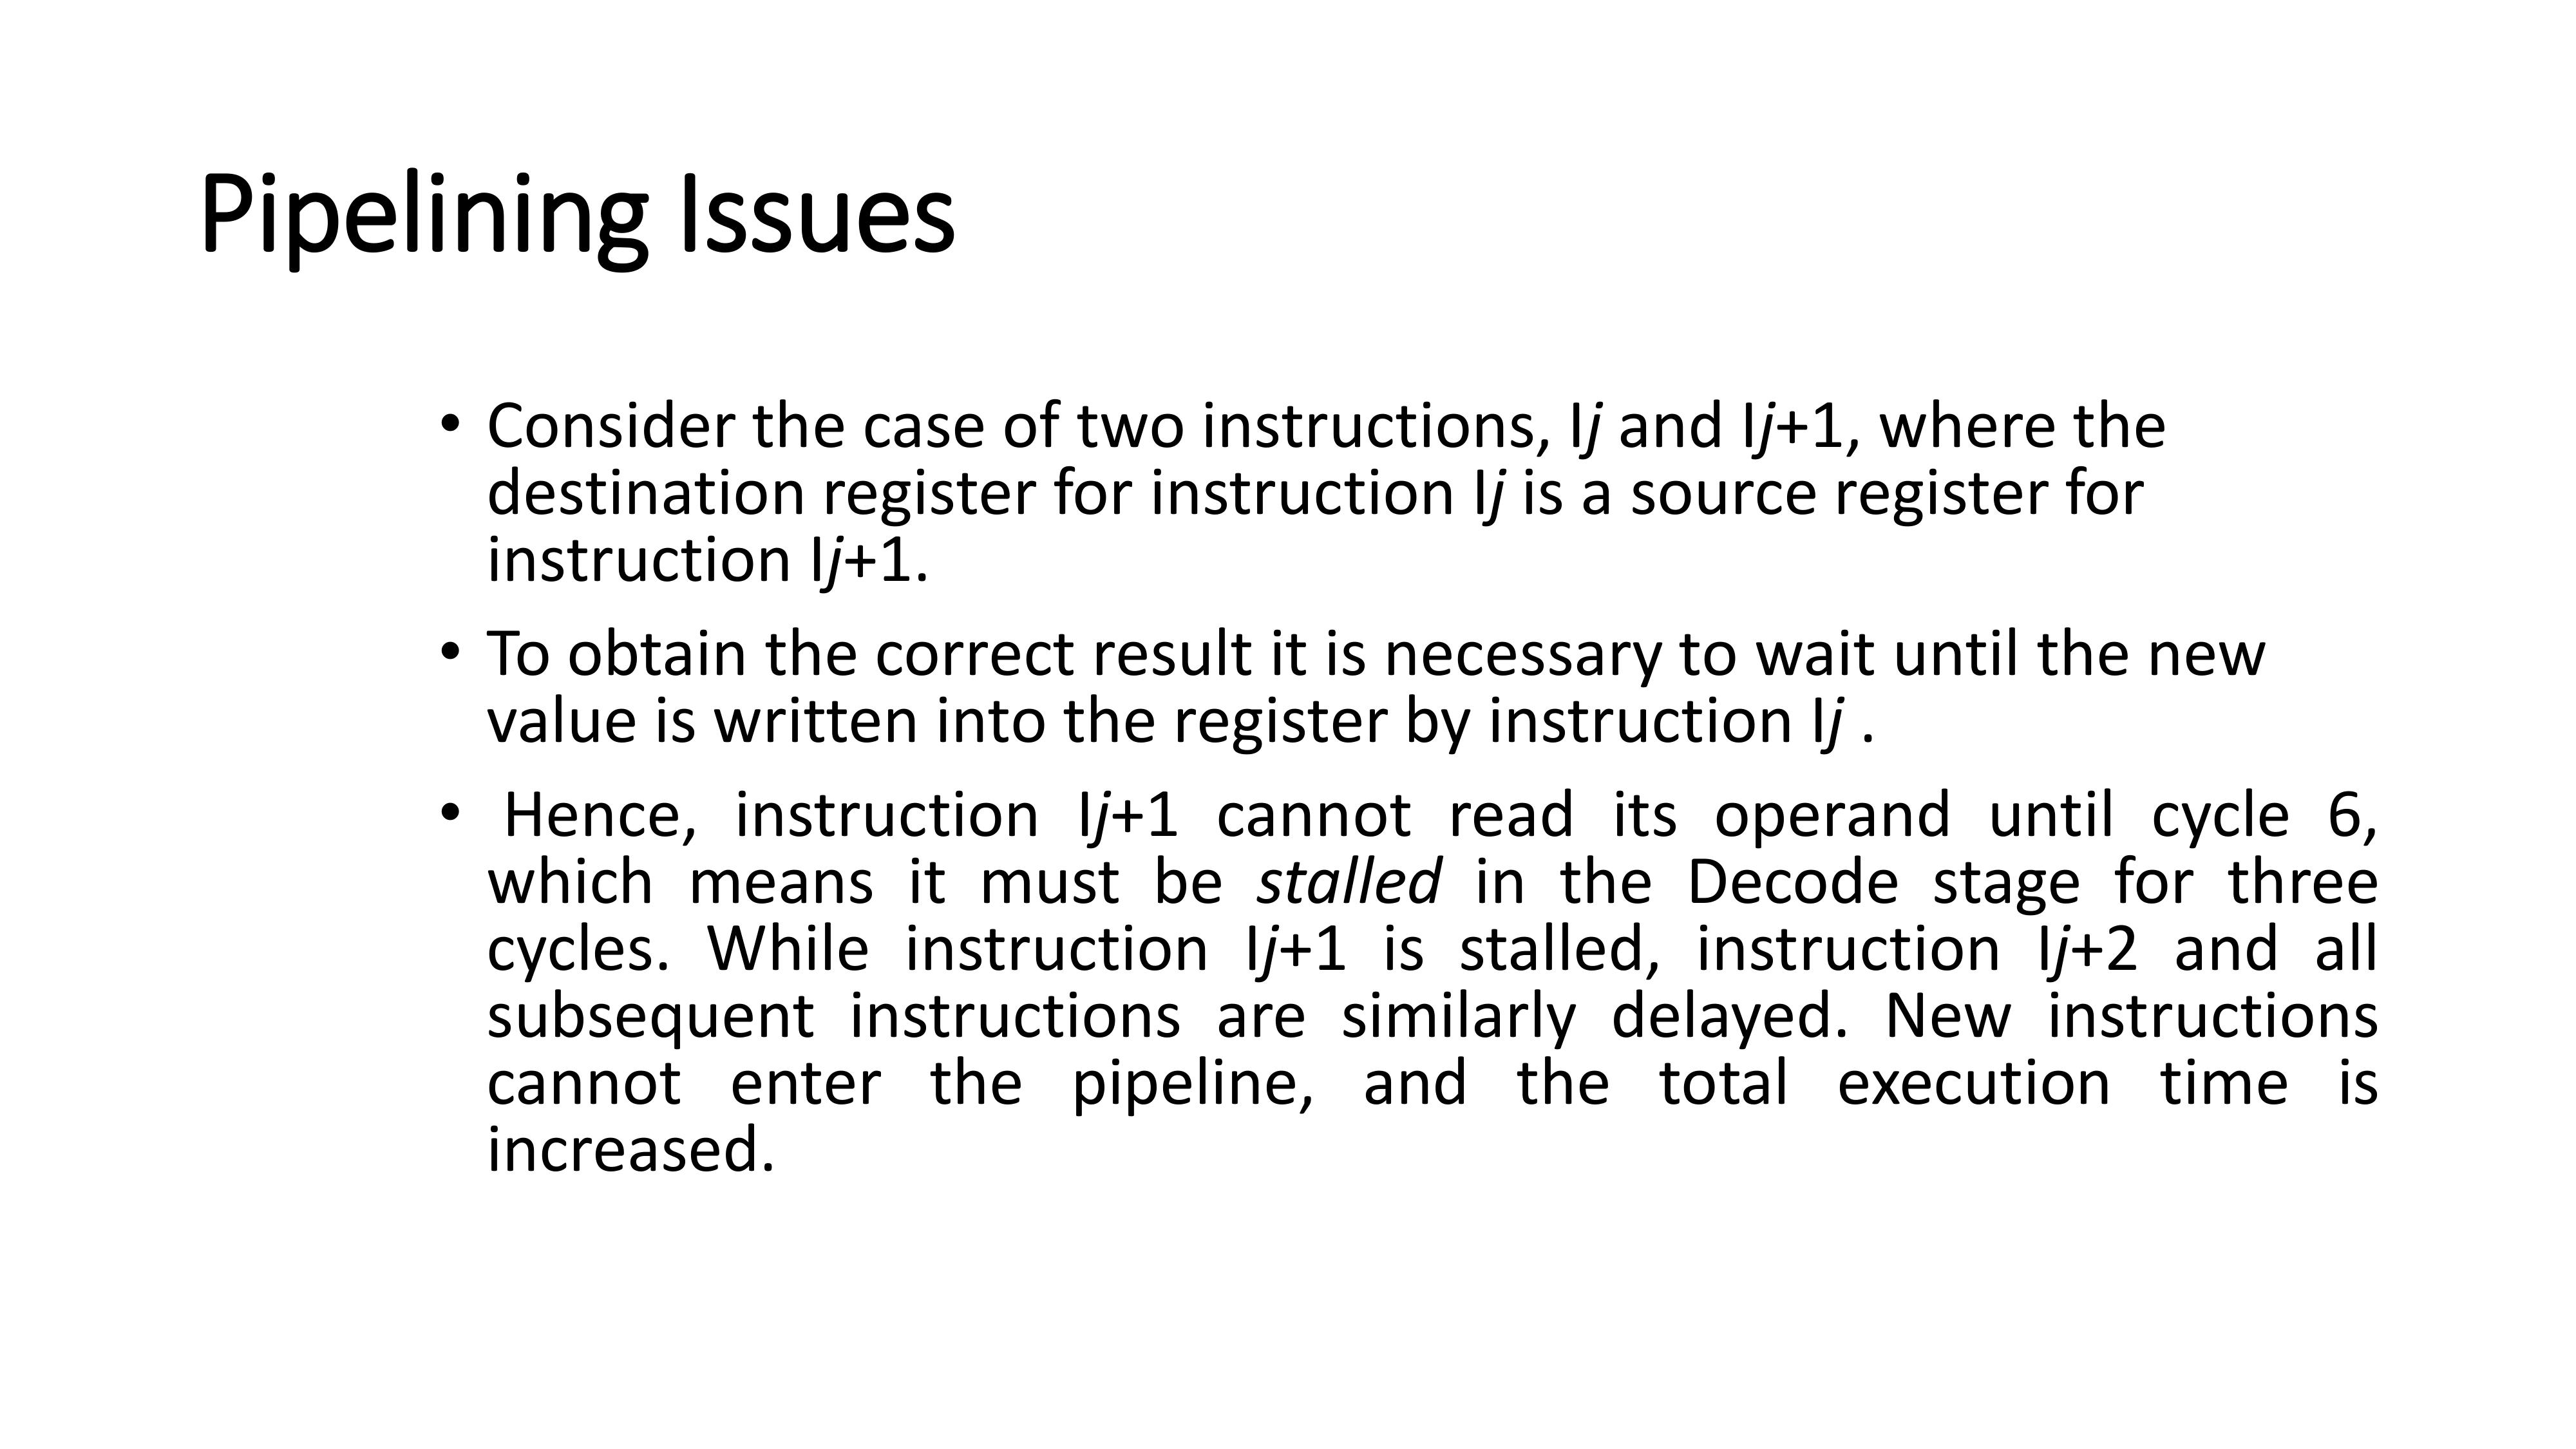 Pipelining Issues
• Consider the case of two instructions, Ij and Ij+1, where the
destination register for instruction Ij is a source register for
instruction Ij+1.
• To obtain the correct result it is necessary to wait until the new
value is written into the register by instruction Ij .
• Hence, instruction Ij+1 cannot read its operand until cycle 6,
which means it must be stalled in the Decode stage for three
cycles. While instruction Ij+1 is stalled, instruction Ij+2 and all
subsequent instructions are similarly delayed. New instructions
cannot enter the pipeline, and the total execution time is
increased.